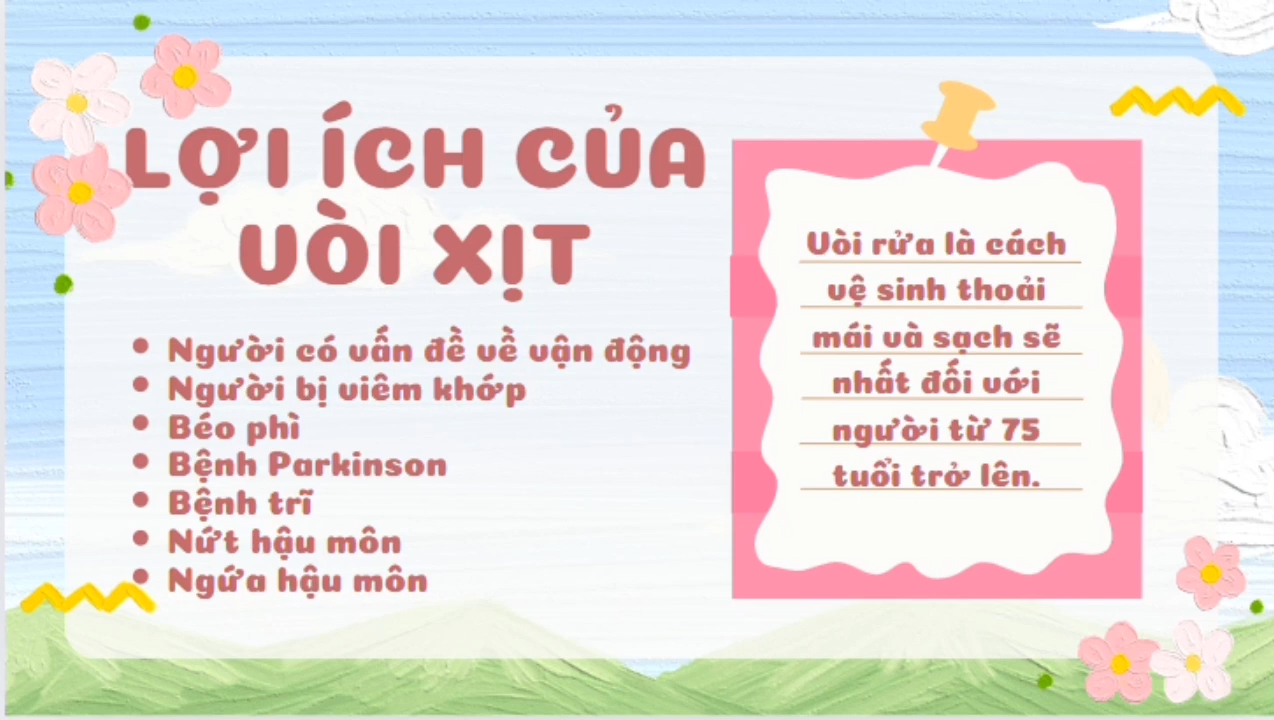 LỢI ÍCH CỦA
VÒI XỊT
Người có vấn đề về vận động
Người bị viêm khớp
Béo phì
Bệnh Parkinson
Bệnh trĩ
Nứt hậu môn
Ngứa hậu môn
Vòi rửa là cách
vệ sinh thoải
mái và sạch sẽ
nhất đối với
người từ 75
tuổi trở lên.